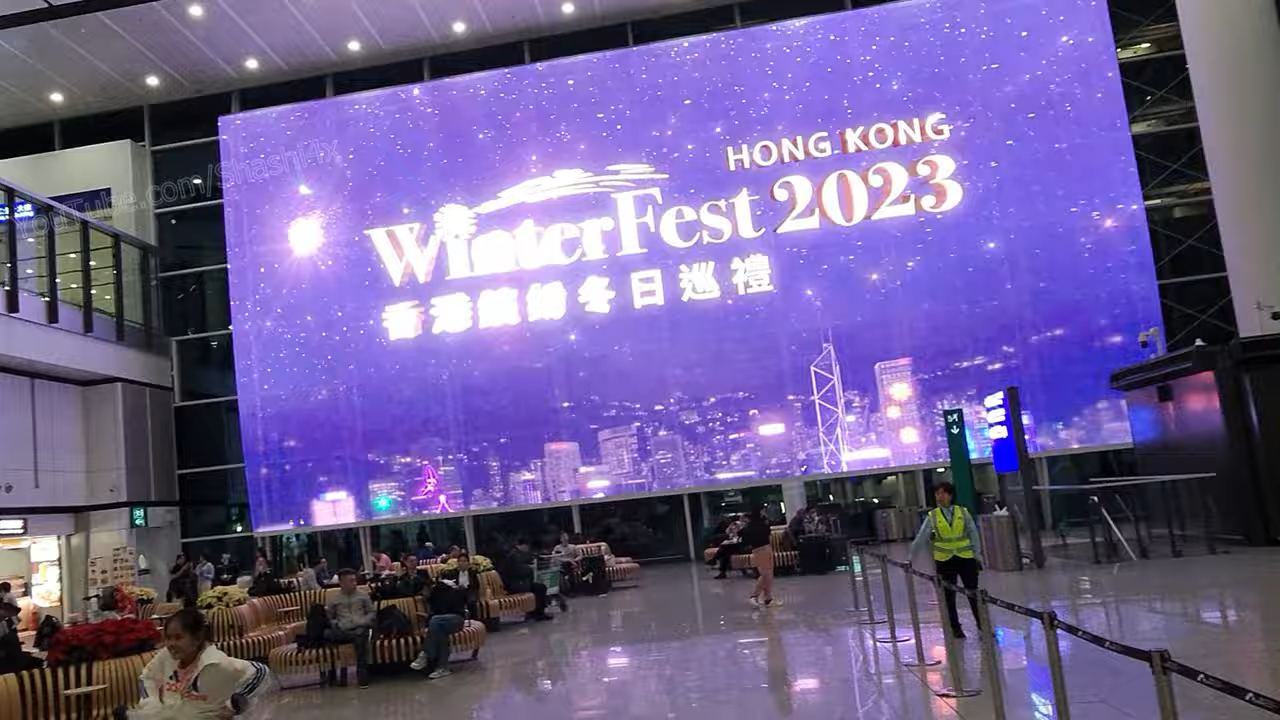 HONG KONG
WinterFest 2023
香港繽紛冬日巡禮
YouTube.com/Shashi4x